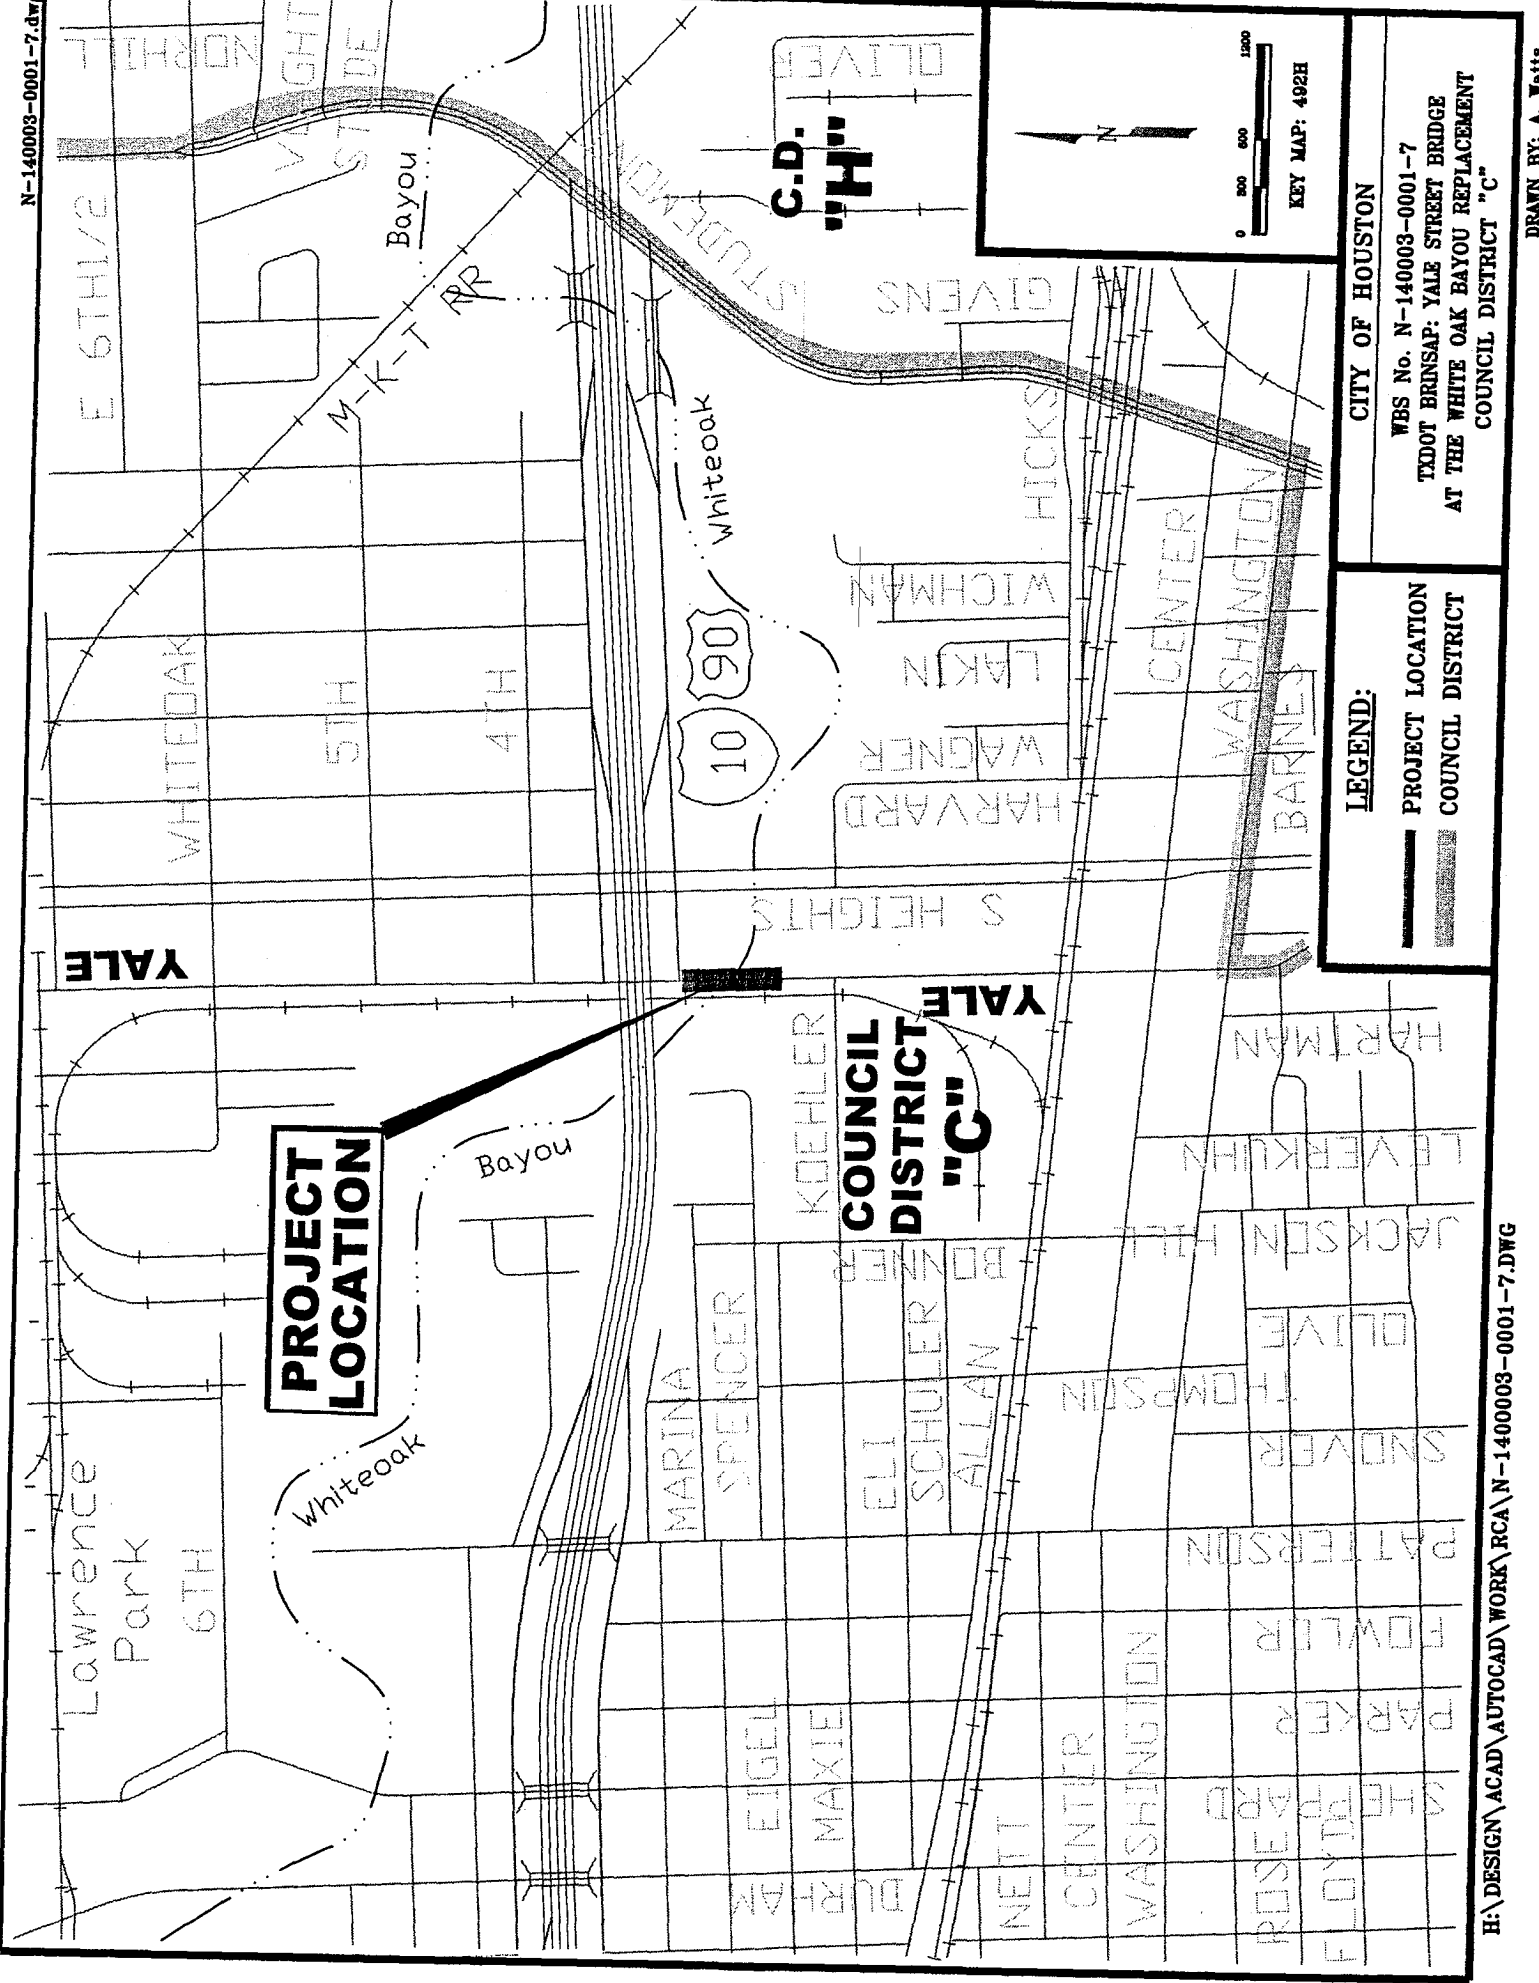 N-140003-0001-7.dw
Lawrence
Park
6TH
Whiteoak
Bayou
PROJECT
LOCATION
YALE
WHITEOAK
5TH
4TH
E 6TH1/2
M-K-T RR
Bayou
NORHILL
STUDEMONT
Whiteoak
10
90
OLIVER
C.D.
"H"
GIVENS
HICKS
WICHMAN
LAKIN
WAGNER
HARVARD
S HEIGHTS
YALE
KOEHLER
COUNCIL
DISTRICT
"C"
BONNER
MARINA
SPENCER
ELI
SCHULER
ALLAN
EIGEL
MAXIE
DURHAM
NETT
CENTER
WASHINGTON
CENTER
WASHINGTON
BARNES
HARTMAN
LEVERKUHN
JACKSON HILL
OLIVE
THOMPSON
SNOVER
PATTERSON
FOWLER
PARKER
SHEPPARD
ROSE
FLOYD
N
0 300 600 1200
KEY MAP: 492H
LEGEND:
PROJECT LOCATION
COUNCIL DISTRICT
CITY OF HOUSTON
WBS No. N-140003-0001-7
TXDOT BRINSAP: YALE STREET BRIDGE
AT THE WHITE OAK BAYOU REPLACEMENT
COUNCIL DISTRICT "C"
H:\DESIGN\ACAD\AUTOCAD\WORK\RCA\N-1400003-0001-7.DWG
DRAWN BY: A.